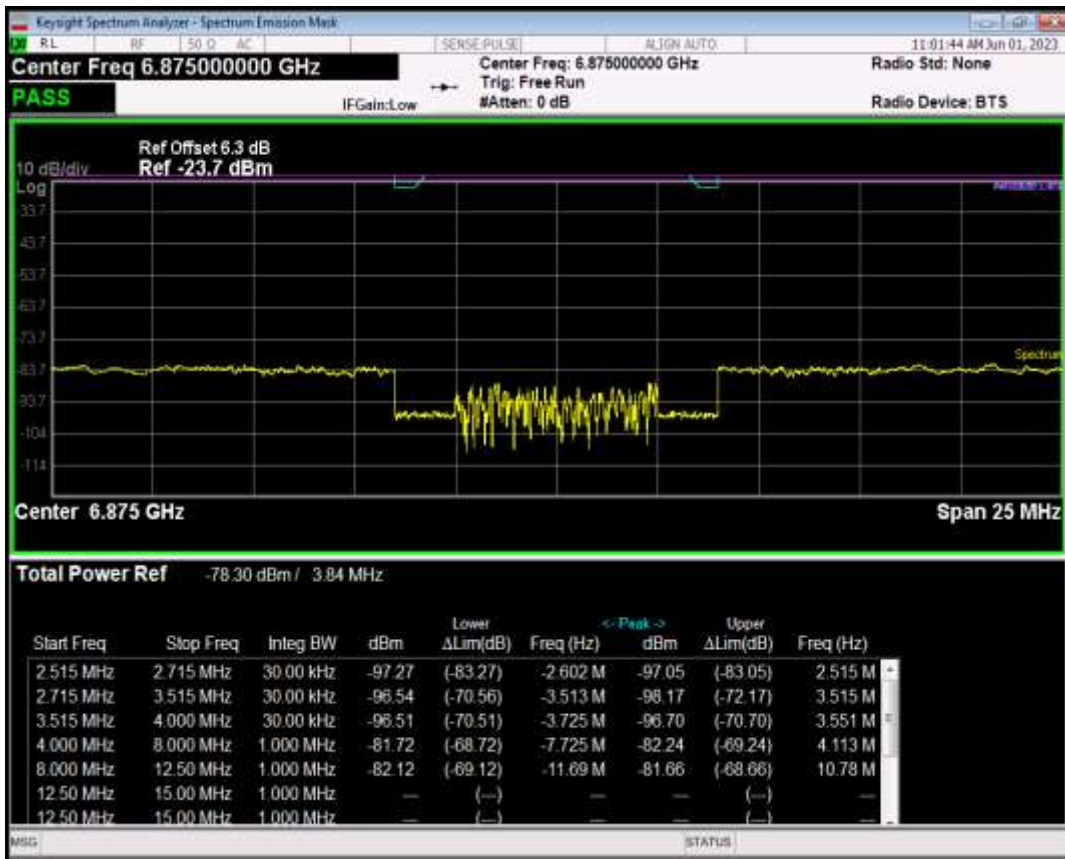 Keysight Spectrum Analyzer - Spectrum Emission Mask
LXI RL RF 50 Ω AC SENSE:PULSE ALIGN AUTO 11:01:44 AM Jun 01, 2023
Center Freq 6.875000000 GHz Center Freq: 6.875000000 GHz Radio Std: None
Trig: Free Run
PASS IFGain:Low #Atten: 0 dB Radio Device: BTS
Ref Offset 6.3 dB
10 dB/div Ref -23.7 dBm
Log
-33.7
-43.7
-53.7
-63.7
-73.7
Spectrum
-83.7
-93.7
-104
-114
Center 6.875 GHz Span 25 MHz
Total Power Ref -78.30 dBm / 3.84 MHz
Lower <- Peak -> Upper
Start Freq Stop Freq Integ BW dBm ΔLim(dB) Freq (Hz) dBm ΔLim(dB) Freq (Hz)
2.515 MHz 2.715 MHz 30.00 kHz -97.27 (-83.27) -2.602 M -97.05 (-83.05) 2.515 M
2.715 MHz 3.515 MHz 30.00 kHz -96.54 (-70.56) -3.513 M -98.17 (-72.17) 3.515 M
3.515 MHz 4.000 MHz 30.00 kHz -96.51 (-70.51) -3.725 M -96.70 (-70.70) 3.551 M
4.000 MHz 8.000 MHz 1.000 MHz -81.72 (-68.72) -7.725 M -82.24 (-69.24) 4.113 M
8.000 MHz 12.50 MHz 1.000 MHz -82.12 (-69.12) -11.69 M -81.66 (-68.66) 10.78 M
12.50 MHz 15.00 MHz 1.000 MHz --- (---) --- --- (---) ---
12.50 MHz 15.00 MHz 1.000 MHz --- (---) --- --- (---) ---
MSG STATUS